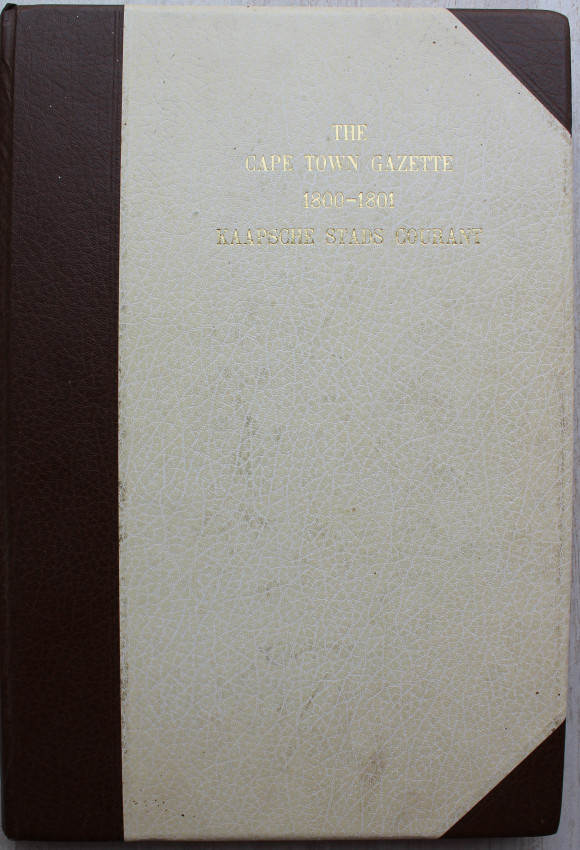 THE
CAPE TOWN GAZETTE
1800-1801
KAAPSCHE STADS COURANT